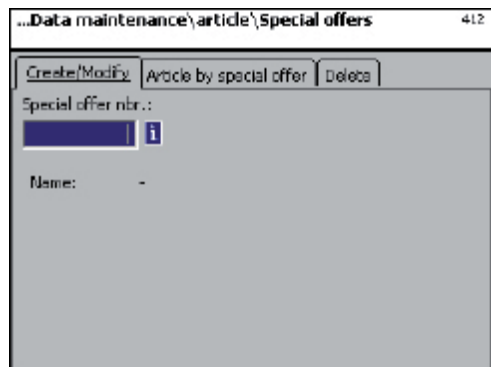 ...Data maintenance\article\Special offers 412
Create/Modify Article by special offer Delete
Special offer nbr.:
i
Name: -